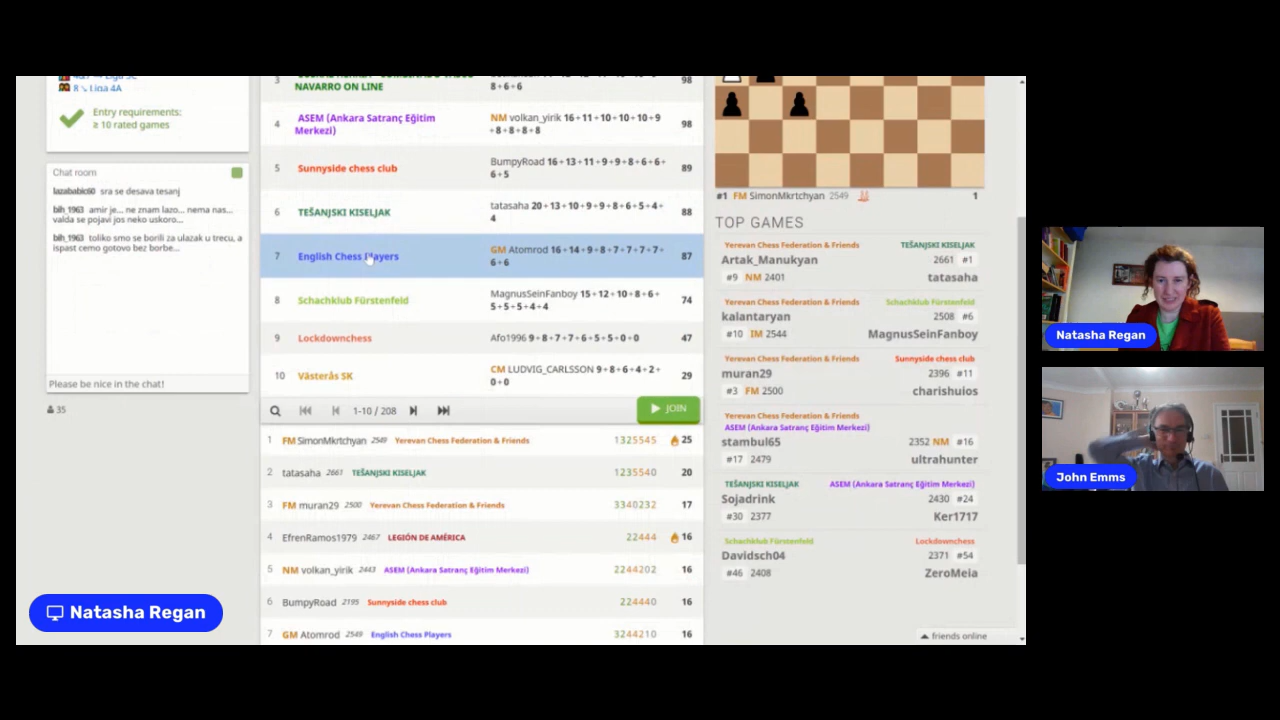 8 ↘ Liga 4A
Entry requirements:
≥ 10 rated games
Chat room
lazababic60 sra se desava tesanj
bih_1963 amir je... ne znam lazo... nema nas...
valda se pojavi jos neko uskoro...
bih_1963 toliko smo se borili za ulazak u trecu, a
ispast cemo gotovo bez borbe...
Please be nice in the chat!
35
3
98
NAVARRO ON LINE
8+6+6
4 ASEM (Ankara Satranç Eğitim NM volkan_yirik 16+11+10+10+10+9 98
Merkezi) +8+8+8+8
5 Sunnyside chess club BumpyRoad 16+13+11+9+9+8+6+6+ 89
6+5
6 TEŠANJSKI KISELJAK tatasaha 20+13+10+9+9+8+6+5+4+ 88
4
7 English Chess Players GM Atomrod 16+14+9+8+7+7+7+7+ 87
6+6
8 Schachklub Fürstenfeld MagnusSeinFanboy 15+12+10+8+6+ 74
5+5+5+4+4
9 Lockdownchess Afo1996 9+8+7+7+6+5+5+0+0 47
10 Västerås SK CM LUDVIG_CARLSSON 9+8+6+4+2+ 29
0+0
1-10 / 208 JOIN
1 FM SimonMkrtchyan 2549 Yerevan Chess Federation & Friends 1325545 25
2 tatasaha 2661 TEŠANJSKI KISELJAK 1235540 20
3 FM muran29 2500 Yerevan Chess Federation & Friends 3340232 17
4 EfrenRamos1979 2467 LEGIÓN DE AMÉRICA 22444 16
5 NM volkan_yirik 2443 ASEM (Ankara Satranç Eğitim Merkezi) 2244202 16
6 BumpyRoad 2195 Sunnyside chess club 224440 16
7 GM Atomrod 2549 English Chess Players 3244210 16
#1 FM SimonMkrtchyan 2549 1
TOP GAMES
Yerevan Chess Federation & Friends TEŠANJSKI KISELJAK
Artak_Manukyan 2661 #1
#9 NM 2401 tatasaha
Yerevan Chess Federation & Friends Schachklub Fürstenfeld
kalantaryan 2508 #6
#10 IM 2544 MagnusSeinFanboy
Yerevan Chess Federation & Friends Sunnyside chess club
muran29 2396 #11
#3 FM 2500 charishuios
Yerevan Chess Federation & Friends
ASEM (Ankara Satranç Eğitim Merkezi)
stambul65 2352 NM #16
#17 2479 ultrahunter
TEŠANJSKI KISELJAK ASEM (Ankara Satranç Eğitim Merkezi)
Sojadrink 2430 #24
#30 2377 Ker1717
Schachklub Fürstenfeld Lockdownchess
Davidsch04 2371 #54
#46 2408 ZeroMeia
friends online
Natasha Regan
Natasha Regan
John Emms